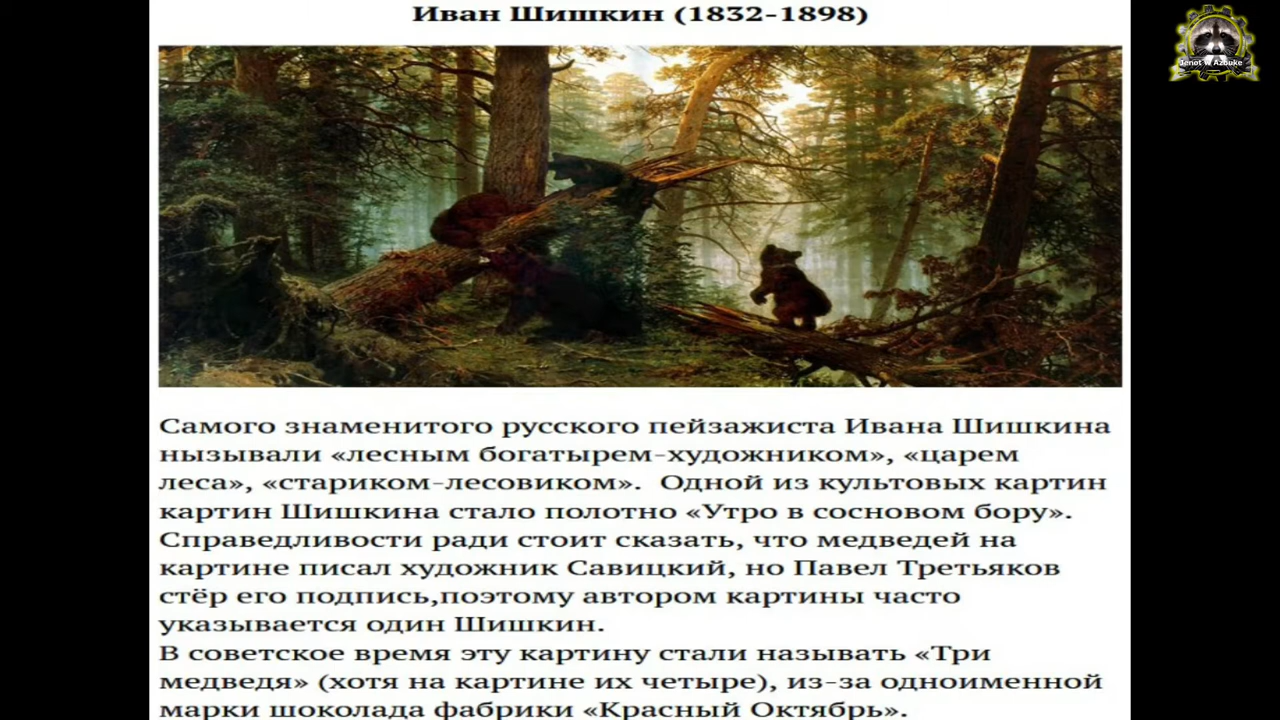 Иван Шишкин (1832-1898)
Jenot w Azbuke
Самого знаменитого русского пейзажиста Ивана Шишкина
нызывали «лесным богатырем-художником», «царем
леса», «стариком-лесовиком». Одной из культовых картин
картин Шишкина стало полотно «Утро в сосновом бору».
Справедливости ради стоит сказать, что медведей на
картине писал художник Савицкий, но Павел Третьяков
стёр его подпись,поэтому автором картины часто
указывается один Шишкин.
В советское время эту картину стали называть «Три
медведя» (хотя на картине их четыре), из-за одноименной
марки шоколада фабрики «Красный Октябрь».